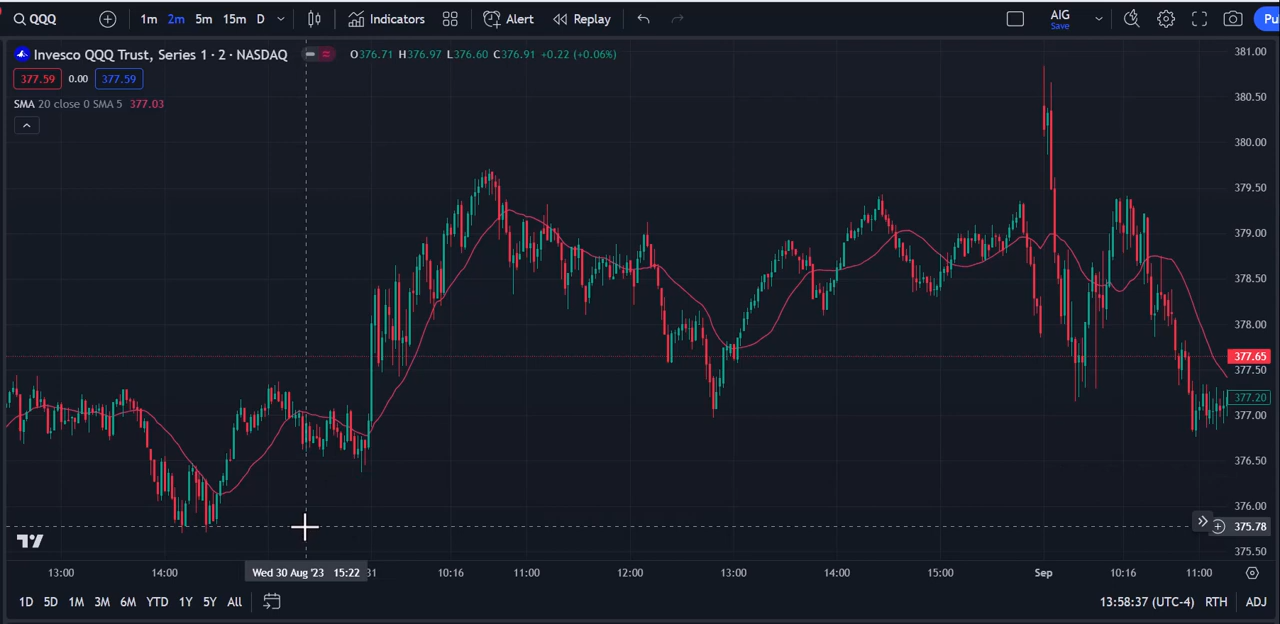 QQQ 1m 2m 5m 15m D Indicators Alert Replay AIG Save Pu
Invesco QQQ Trust, Series 1 · 2 · NASDAQ O376.71 H376.97 L376.60 C376.91 +0.22 (+0.06%)
377.59 0.00 377.59
SMA 20 close 0 SMA 5 377.03
381.00
380.50
380.00
379.50
379.00
378.50
378.00
377.65
377.50
377.20
377.00
376.50
376.00
375.78
375.50
13:00 14:00 Wed 30 Aug '23 15:22 31 10:16 11:00 12:00 13:00 14:00 15:00 Sep 10:16 11:00
1D 5D 1M 3M 6M YTD 1Y 5Y All 13:58:37 (UTC-4) RTH ADJ